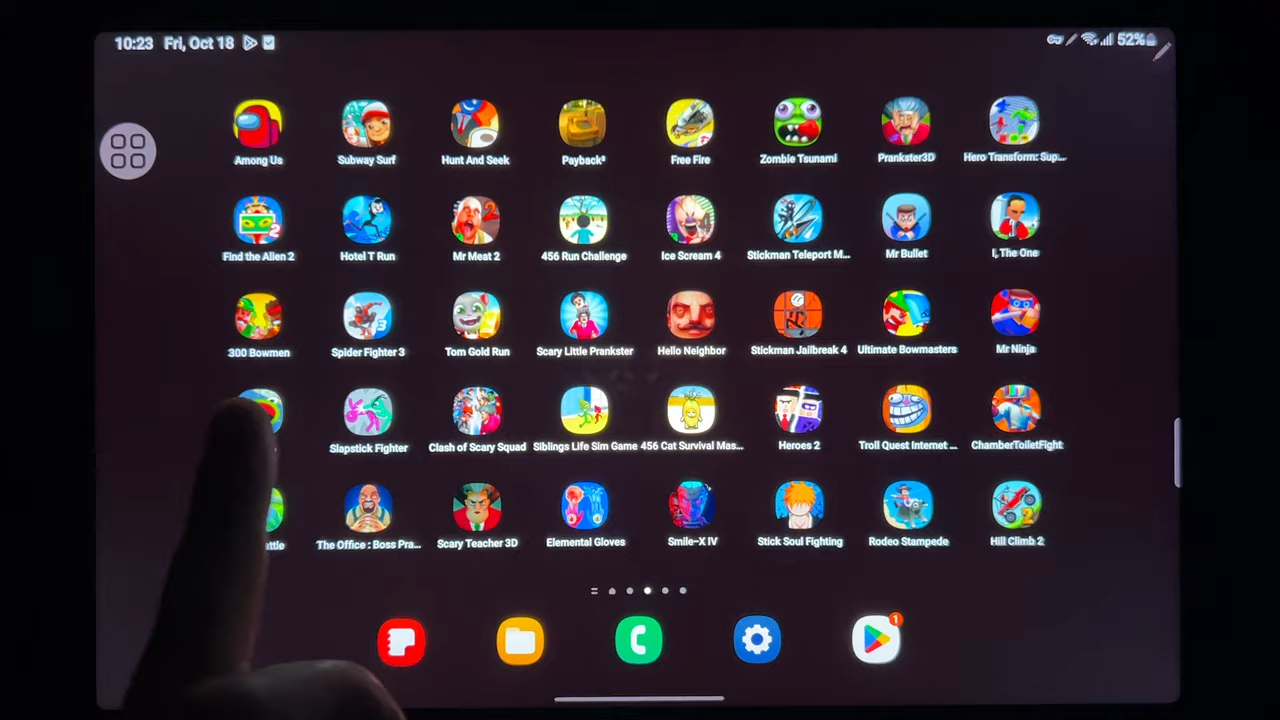 10:23 Fri, Oct 18 52%
Among Us Subway Surf Hunt And Seek Payback² Free Fire Zombie Tsunami Prankster3D Hero Transform: Sup...
Find the Alien 2 Hotel T Run Mr Meat 2 456 Run Challenge Ice Scream 4 Stickman Teleport M... Mr Bullet I, The One
300 Bowmen Spider Fighter 3 Tom Gold Run Scary Little Prankster Hello Neighbor Stickman Jailbreak 4 Ultimate Bowmasters Mr Ninja
Slapstick Fighter Clash of Scary Squad Siblings Life Sim Game 456 Cat Survival Mas... Heroes 2 Troll Quest Internet ... ChamberToiletFight
The Office : Boss Pra... Scary Teacher 3D Elemental Gloves Smile-X IV Stick Soul Fighting Rodeo Stampede Hill Climb 2
1